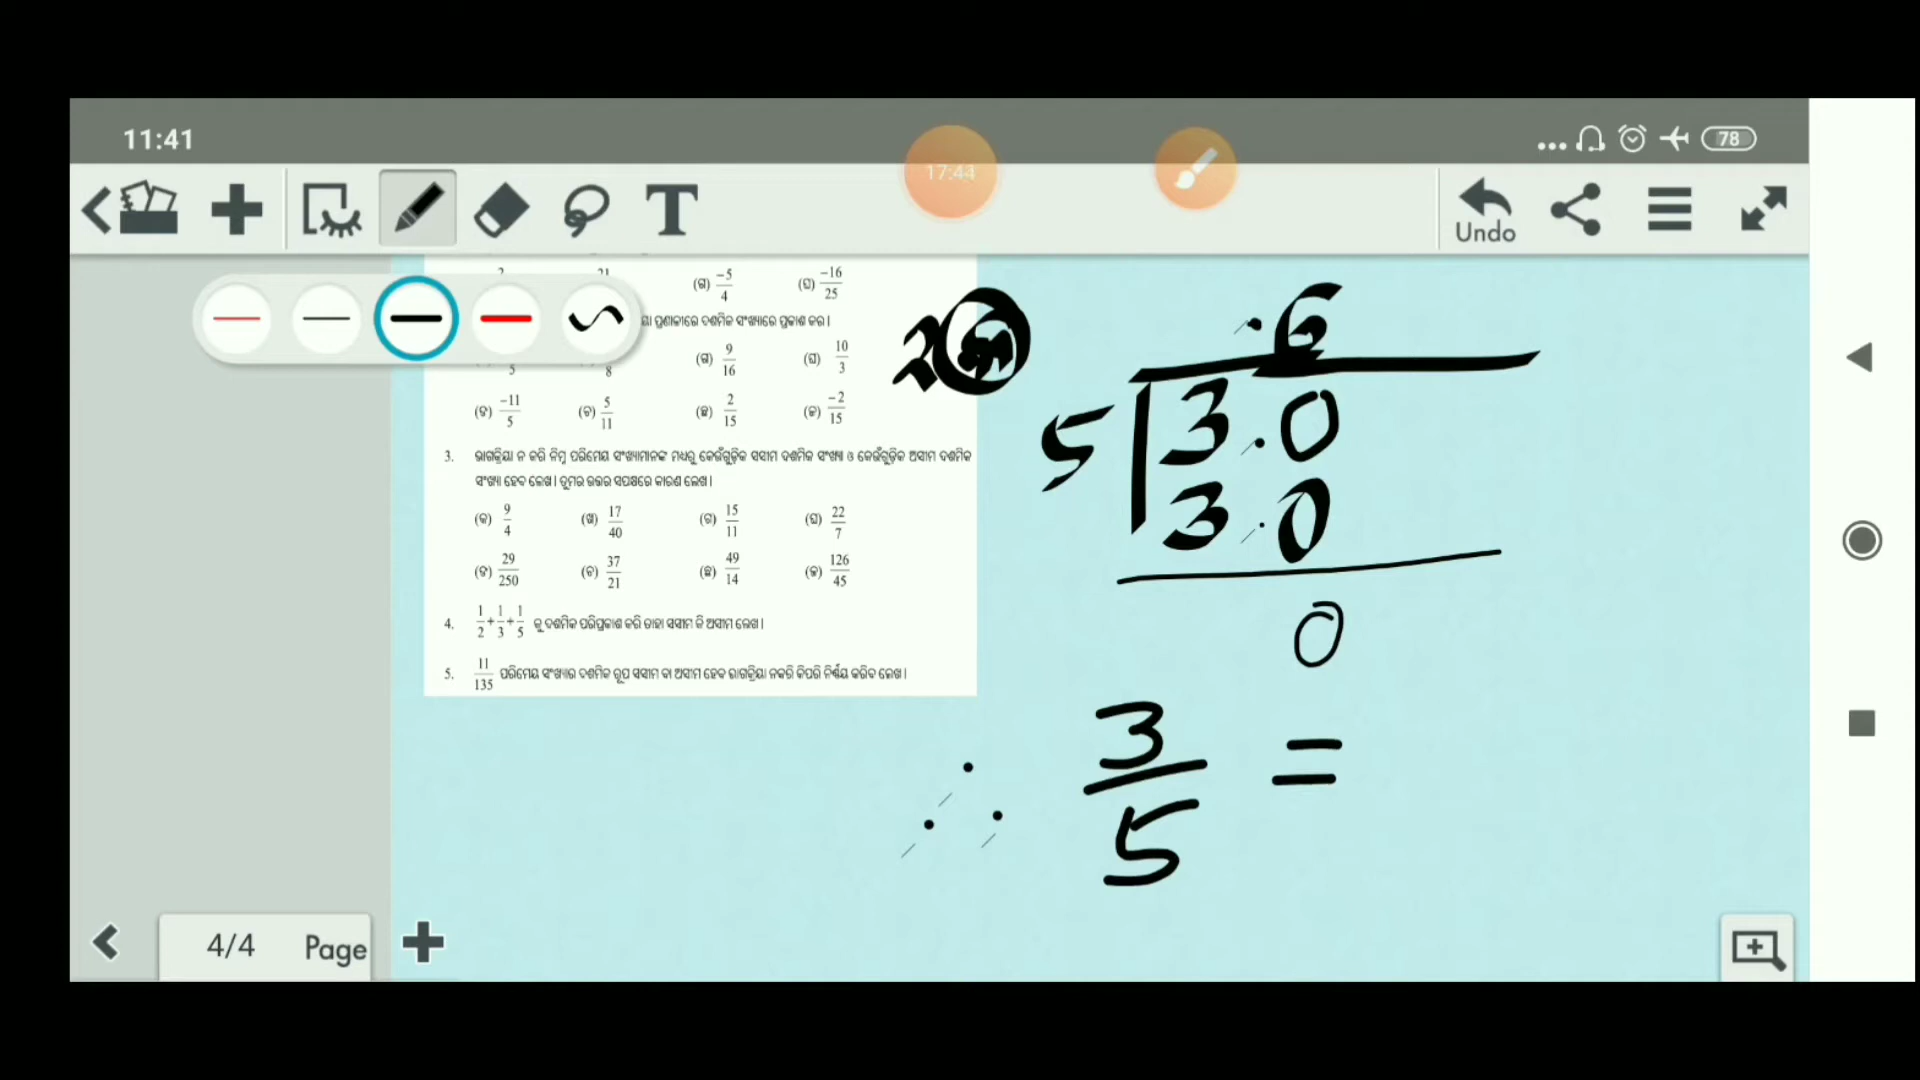 11:41
78
17:44
Undo
(ଗ) -5/4 (ଘ) -16/25
ପ୍ରଣାଳୀରେ ଦଶମିକ ସଂଖ୍ୟାରେ ପ୍ରକାଶ କର ।
5 8 (ଗ) 9/16 (ଘ) 10/3
(ଙ) -11/5 (ଚ) 5/11 (ଛ) 2/15 (ଜ) -2/15
3. ଭାଗକ୍ରିୟା ନ କରି ନିମ୍ନ ପରିମେୟ ସଂଖ୍ୟାମାନଙ୍କ ମଧ୍ୟରୁ କେଉଁଗୁଡ଼ିକ ସସୀମ ଦଶମିକ ସଂଖ୍ୟା ଓ କେଉଁଗୁଡ଼ିକ ଅସୀମ ଦଶମିକ
ସଂଖ୍ୟା ହେବ ଲେଖ । ତୁମର ଉତ୍ତର ସପକ୍ଷରେ କାରଣ ଲେଖ ।
(କ) 9/4 (ଖ) 17/40 (ଗ) 15/11 (ଘ) 22/7
(ଙ) 29/250 (ଚ) 37/21 (ଛ) 49/14 (ଜ) 126/45
4. 1/2+1/3+1/5 କୁ ଦଶମିକ ପରିପ୍ରକାଶ କରି ତାହା ସସୀମ କି ଅସୀମ ଲେଖ ।
5. 11/135 ପରିମେୟ ସଂଖ୍ୟାର ଦଶମିକ ରୂପ ସସୀମ ବା ଅସୀମ ହେବ ଭାଗକ୍ରିୟା ନକରି କିପରି ନିର୍ଣ୍ଣୟ କରିବ ଲେଖ ।
.6
5 3.0
3.0
0
∴ 3/5 =
4/4 Page